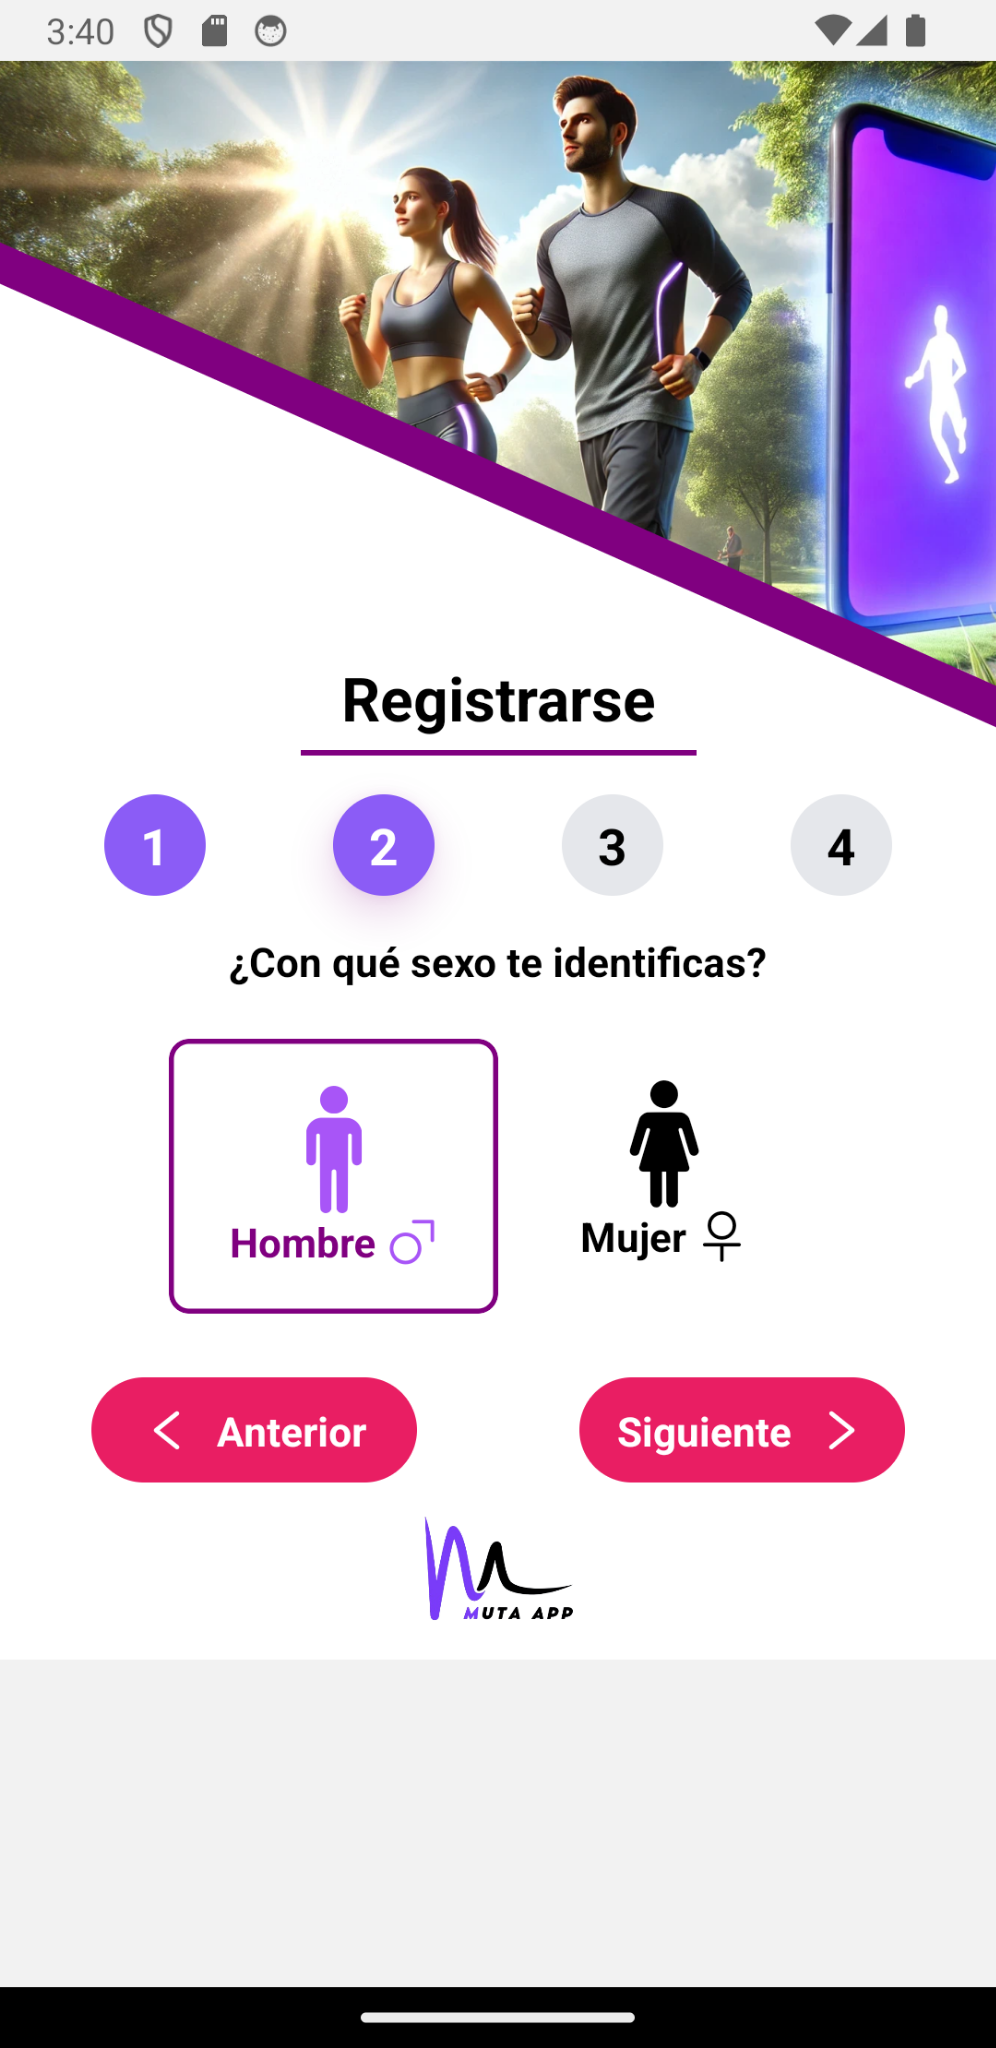 3:40
Registrarse
1 2 3 4
¿Con qué sexo te identificas?
Hombre Mujer
Anterior Siguiente
MUTA APP